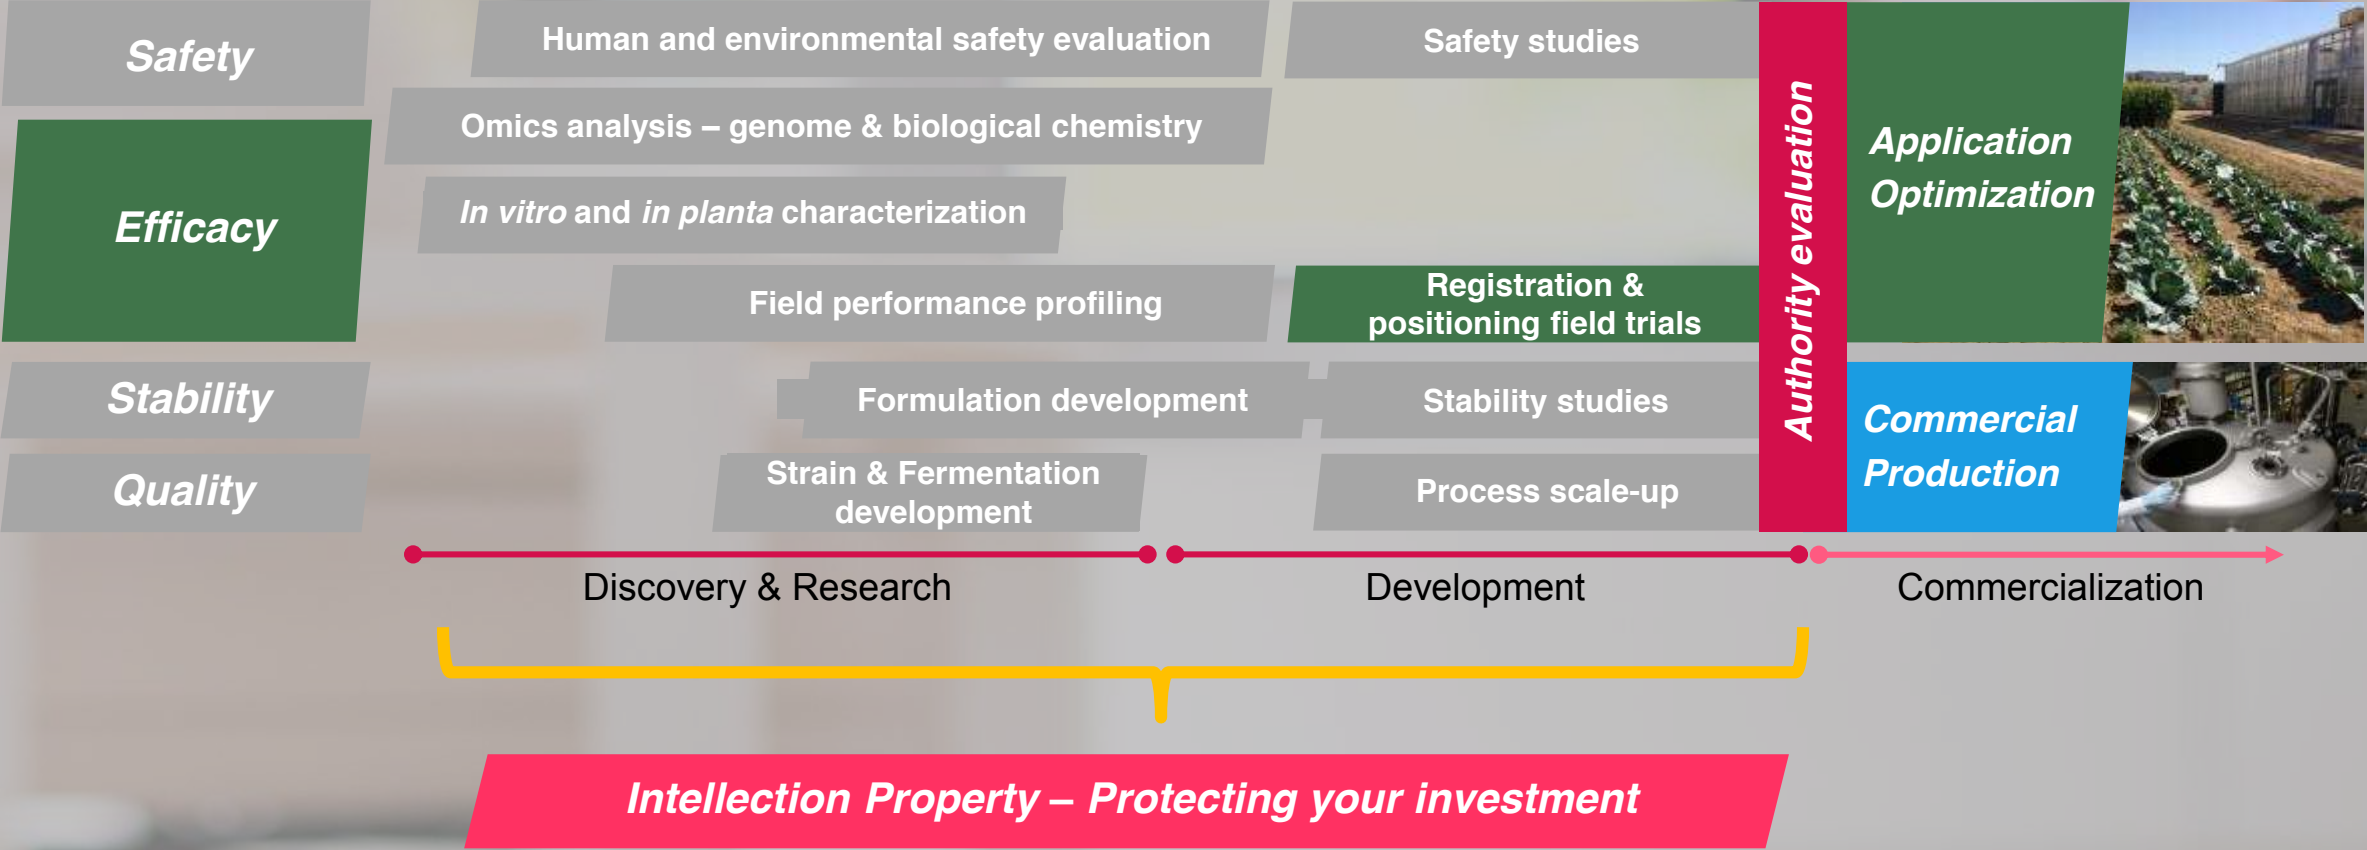 Safety
Human and environmental safety evaluation
Safety studies
Omics analysis – genome & biological chemistry
Efficacy
In vitro and in planta characterization
Field performance profiling
Registration &
positioning field trials
Authority evaluation
Application
Optimization
Stability
Formulation development
Stability studies
Quality
Strain & Fermentation
development
Process scale-up
Commercial
Production
Discovery & Research
Development
Commercialization
Intellection Property – Protecting your investment